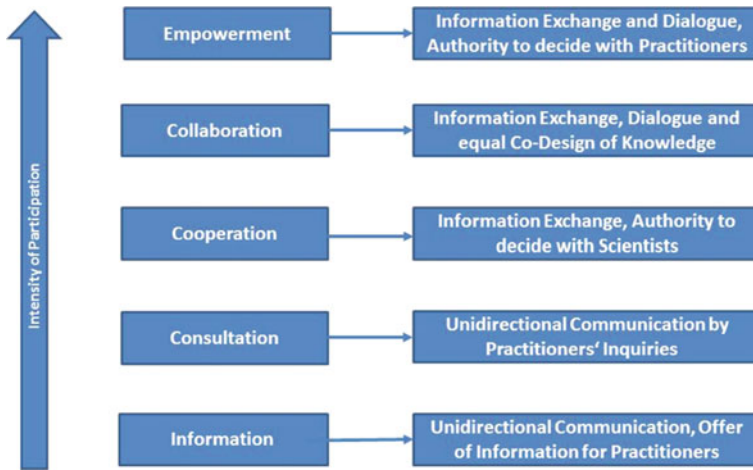 Empowerment
Information Exchange and Dialogue,
Authority to decide with Practitioners
Collaboration
Information Exchange, Dialogue and
equal Co-Design of Knowledge
Cooperation
Information Exchange, Authority to
decide with Scientists
Consultation
Unidirectional Communication by
Practitioners‘ Inquiries
Information
Unidirectional Communication, Offer
of Information for Practitioners
Intensity of Participation